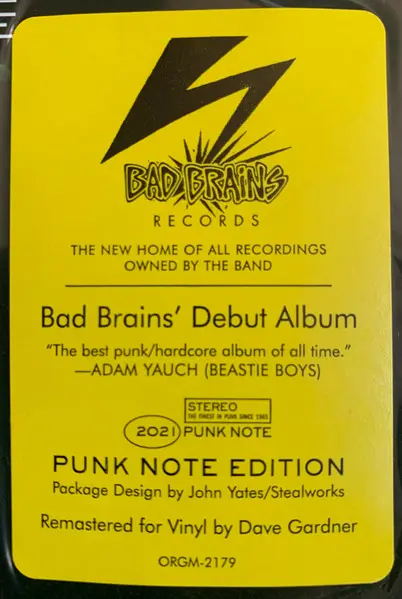 BAD BRAINS
RECORDS
THE NEW HOME OF ALL RECORDINGS
OWNED BY THE BAND
Bad Brains' Debut Album
“The best punk/hardcore album of all time.”
—ADAM YAUCH (BEASTIE BOYS)
STEREO
THE FINEST IN PUNK SINCE 1965
2021 PUNK NOTE
PUNK NOTE EDITION
Package Design by John Yates/Stealworks
Remastered for Vinyl by Dave Gardner
ORGM-2179